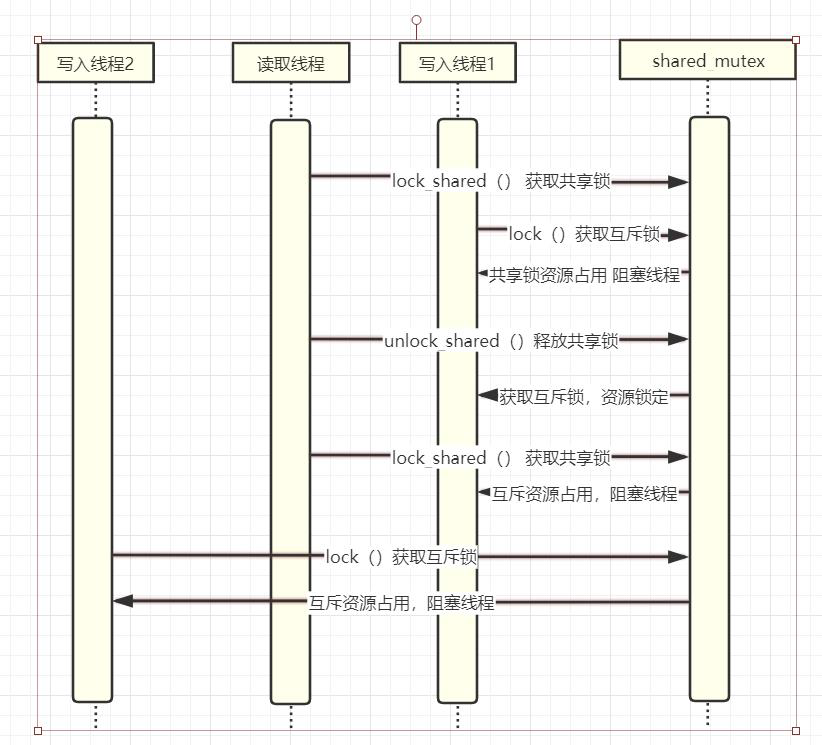 写入线程2
读取线程
写入线程1
shared_mutex
lock_shared（） 获取共享锁
lock（）获取互斥锁
共享锁资源占用 阻塞线程
unlock_shared（）释放共享锁
获取互斥锁，资源锁定
lock_shared（） 获取共享锁
互斥资源占用，阻塞线程
lock（）获取互斥锁
互斥资源占用，阻塞线程